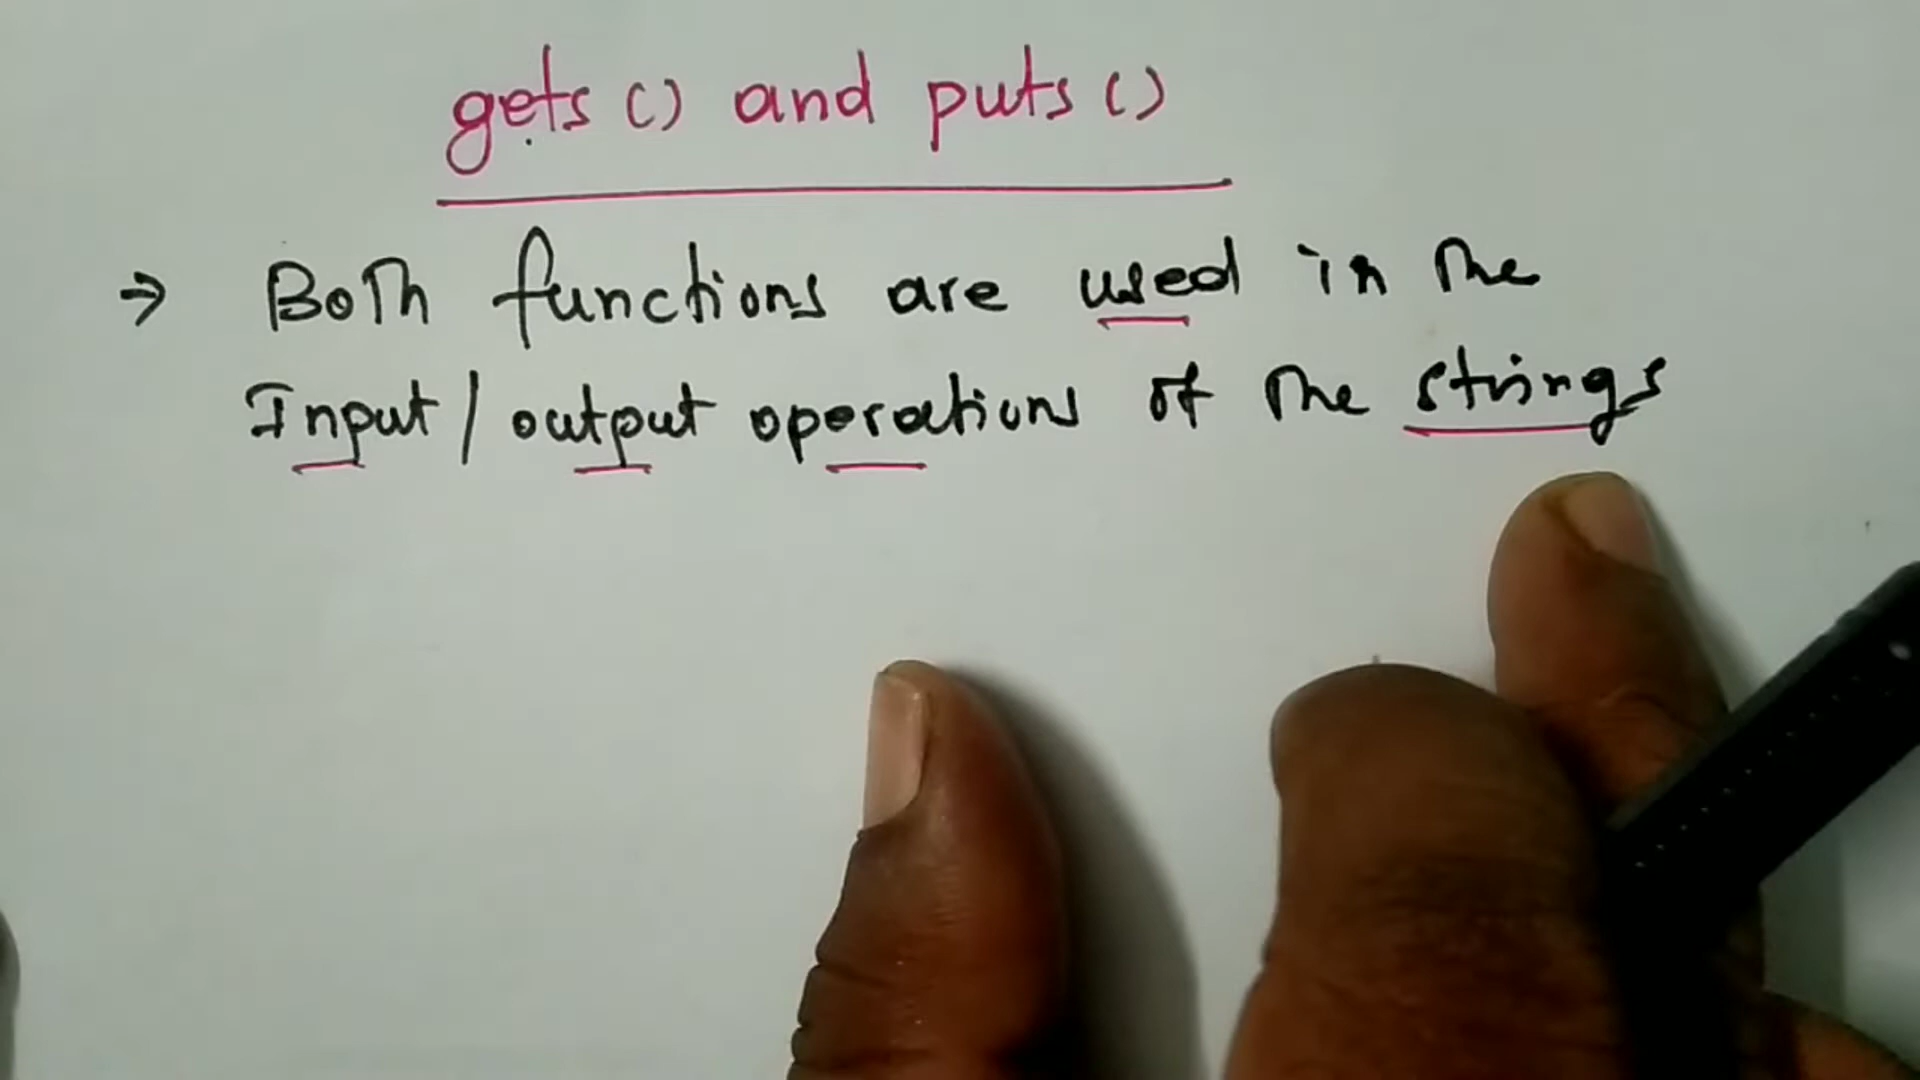 gets () and puts ()
→ Both functions are used in the
Input / output operations of the strings